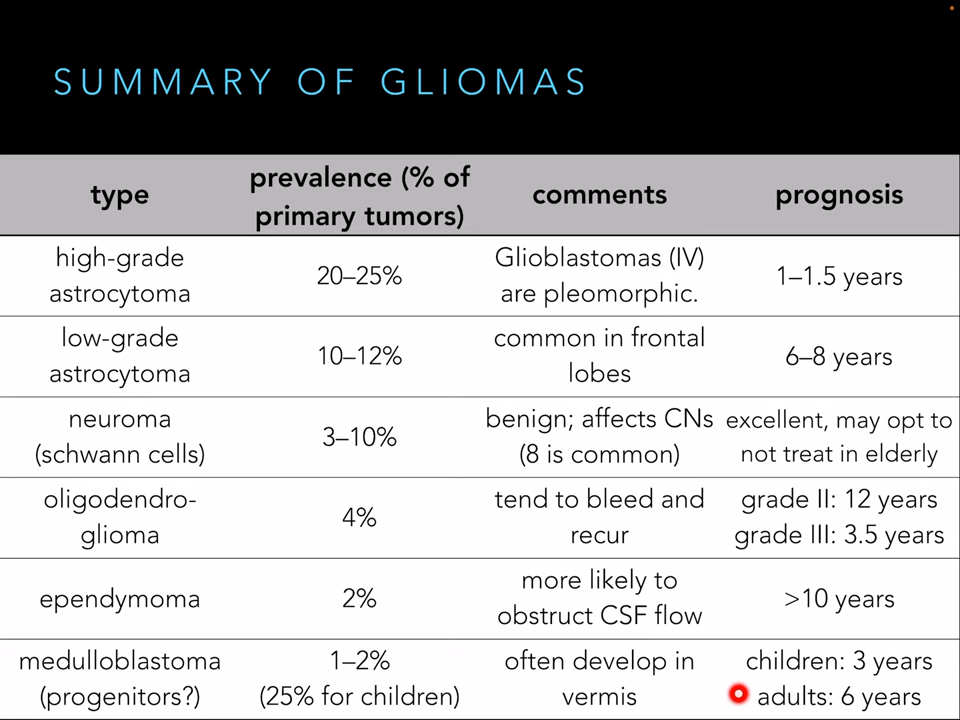 SUMMARY OF GLIOMAS
type
prevalence (% of
primary tumors)
comments
prognosis
high-grade
astrocytoma
20–25%
Glioblastomas (IV)
are pleomorphic.
1–1.5 years
low-grade
astrocytoma
10–12%
common in frontal
lobes
6–8 years
neuroma
(schwann cells)
3–10%
benign; affects CNs
(8 is common)
excellent, may opt to
not treat in elderly
oligodendro-
glioma
4%
tend to bleed and
recur
grade II: 12 years
grade III: 3.5 years
ependymoma
2%
more likely to
obstruct CSF flow
>10 years
medulloblastoma
(progenitors?)
1–2%
(25% for children)
often develop in
vermis
children: 3 years
adults: 6 years